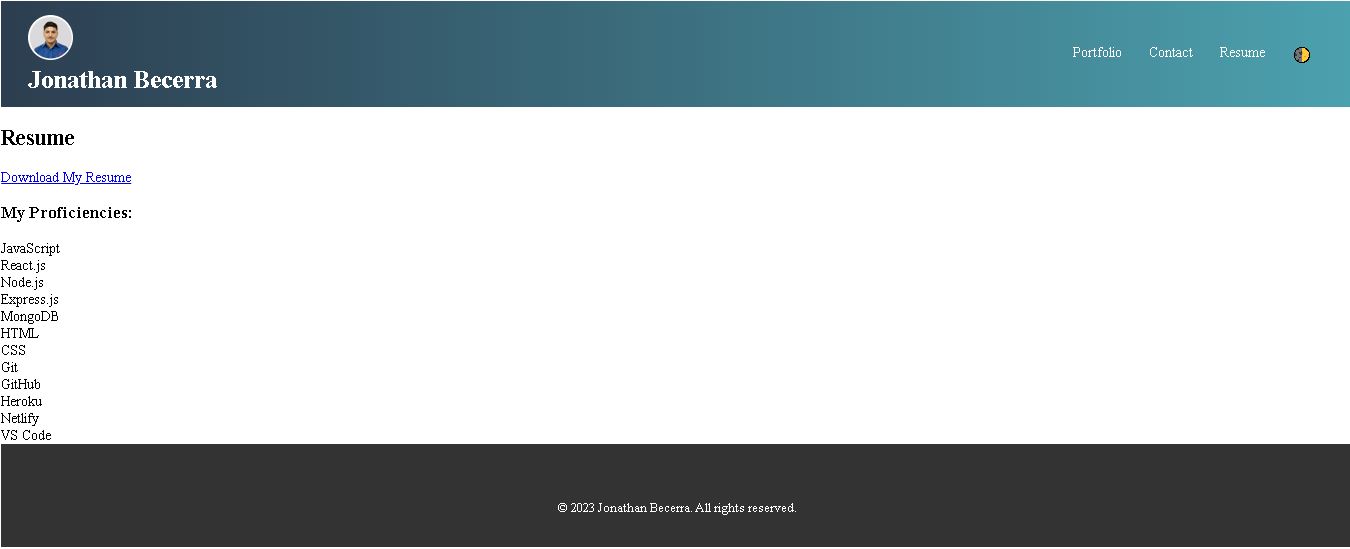 Jonathan Becerra
Portfolio Contact Resume
Resume
Download My Resume
My Proficiencies:
JavaScript
React.js
Node.js
Express.js
MongoDB
HTML
CSS
Git
GitHub
Heroku
Netlify
VS Code
© 2023 Jonathan Becerra. All rights reserved.